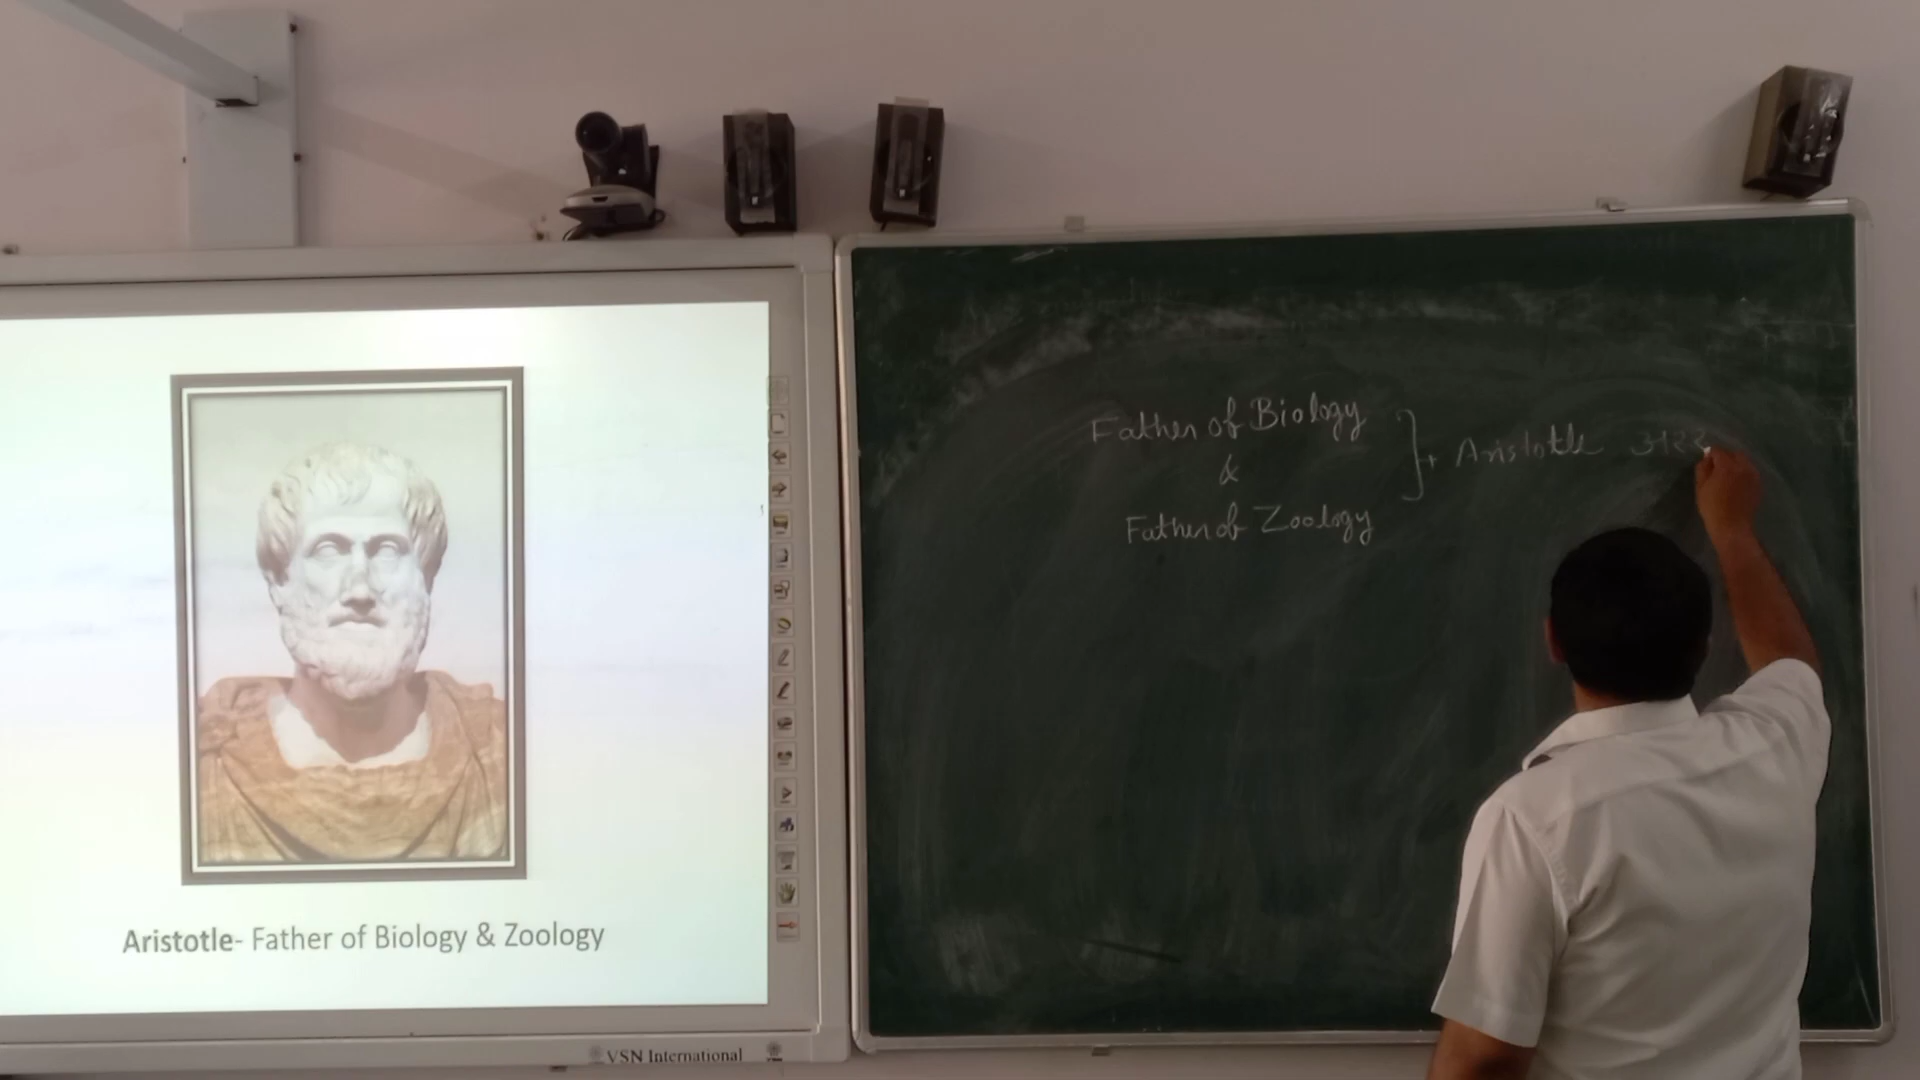 Aristotle- Father of Biology & Zoology
VSN International
Father of Biology
&
Father of Zoology
Aristotle